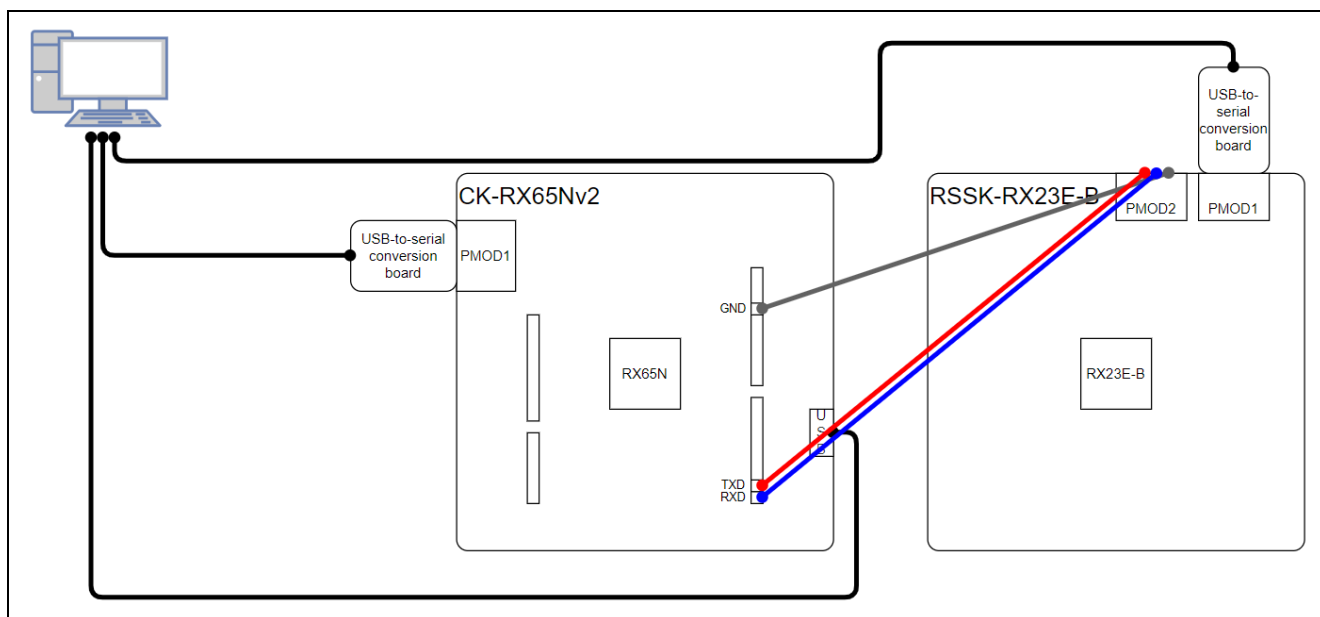 USB-to-
serial
conversion
board
CK-RX65Nv2
RSSK-RX23E-B
PMOD2
PMOD1
USB-to-serial
conversion
board
PMOD1
GND
RX65N
RX23E-B
U
S
B
TXD
RXD